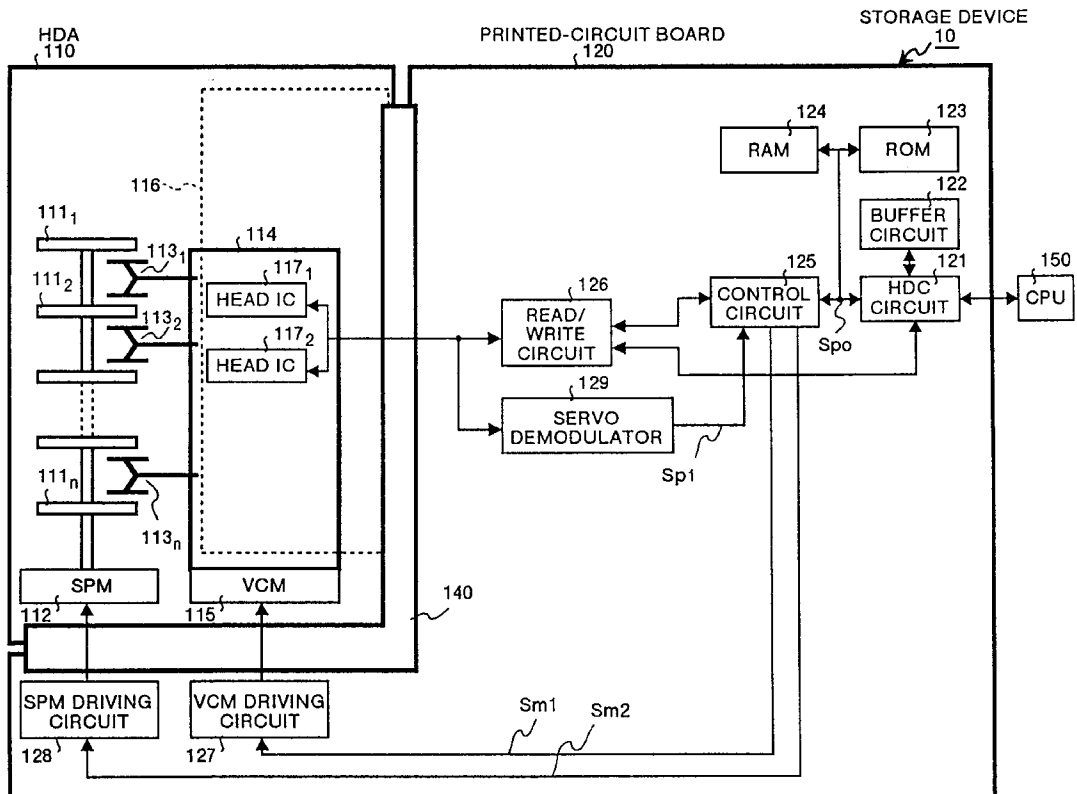 STORAGE DEVICE
10
HDA
110
PRINTED-CIRCUIT BOARD
120
124
RAM
123
ROM
122
BUFFER
CIRCUIT
116
111₁
113₁
114
117₁
HEAD IC
111₂
113₂
117₂
HEAD IC
126
READ/
WRITE
CIRCUIT
125
CONTROL
CIRCUIT
121
HDC
CIRCUIT
150
CPU
Spo
129
SERVO
DEMODULATOR
Sp1
111ₙ
113ₙ
SPM
112
VCM
115
140
SPM DRIVING
CIRCUIT
128
VCM DRIVING
CIRCUIT
127
Sm1
Sm2